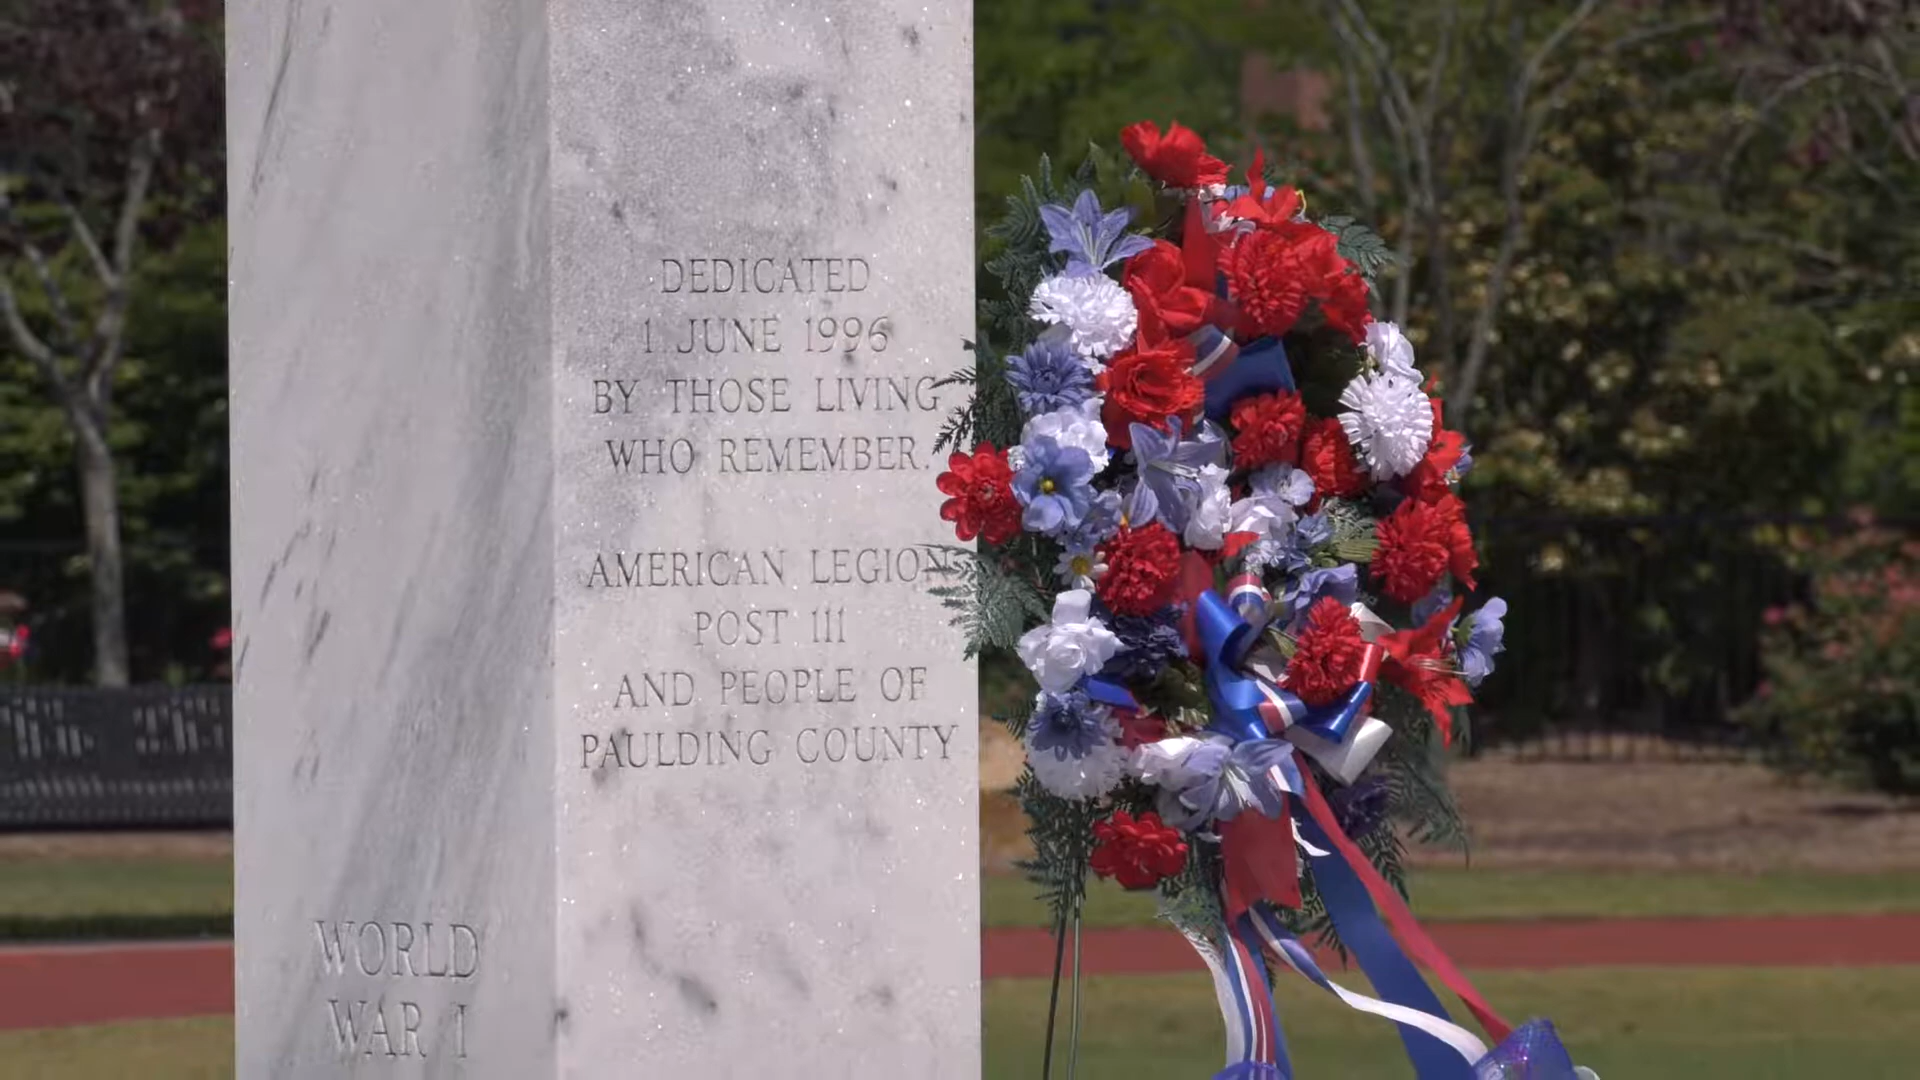 DEDICATED
1 JUNE 1996
BY THOSE LIVING
WHO REMEMBER.
AMERICAN LEGION
POST 111
AND PEOPLE OF
PAULDING COUNTY
WORLD
WAR I